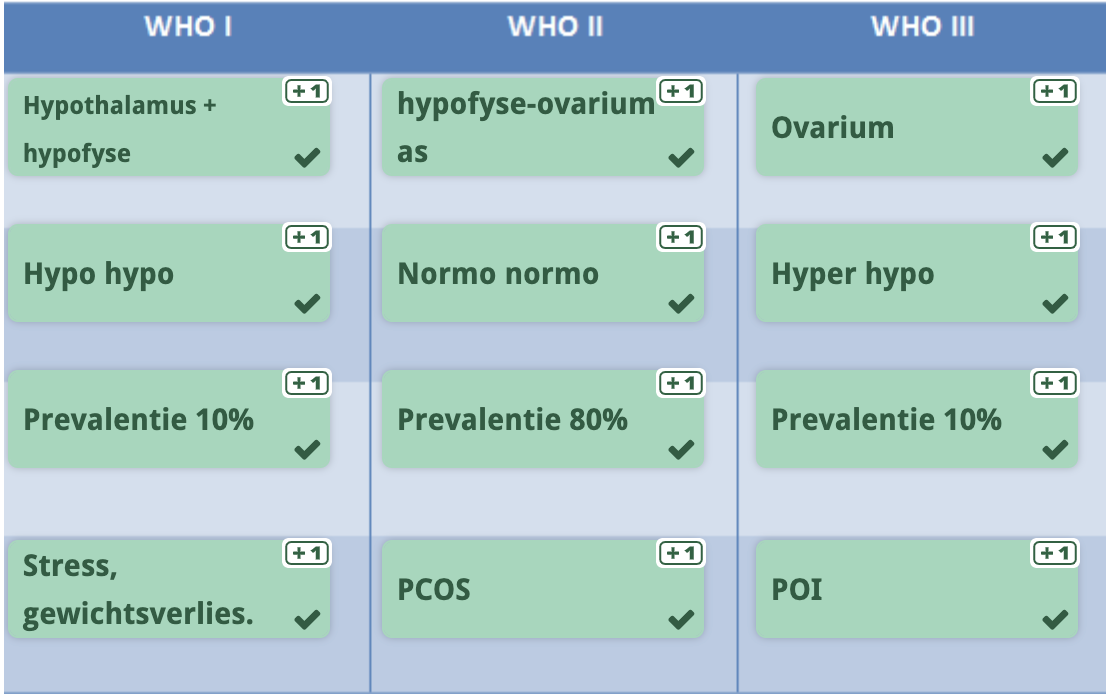 WHO I
WHO II
WHO III
+1
Hypothalamus +
hypofyse
+1
hypofyse-ovarium
as
+1
Ovarium
+1
Hypo hypo
+1
Normo normo
+1
Hyper hypo
+1
Prevalentie 10%
+1
Prevalentie 80%
+1
Prevalentie 10%
+1
Stress,
gewichtsverlies.
+1
PCOS
+1
POI